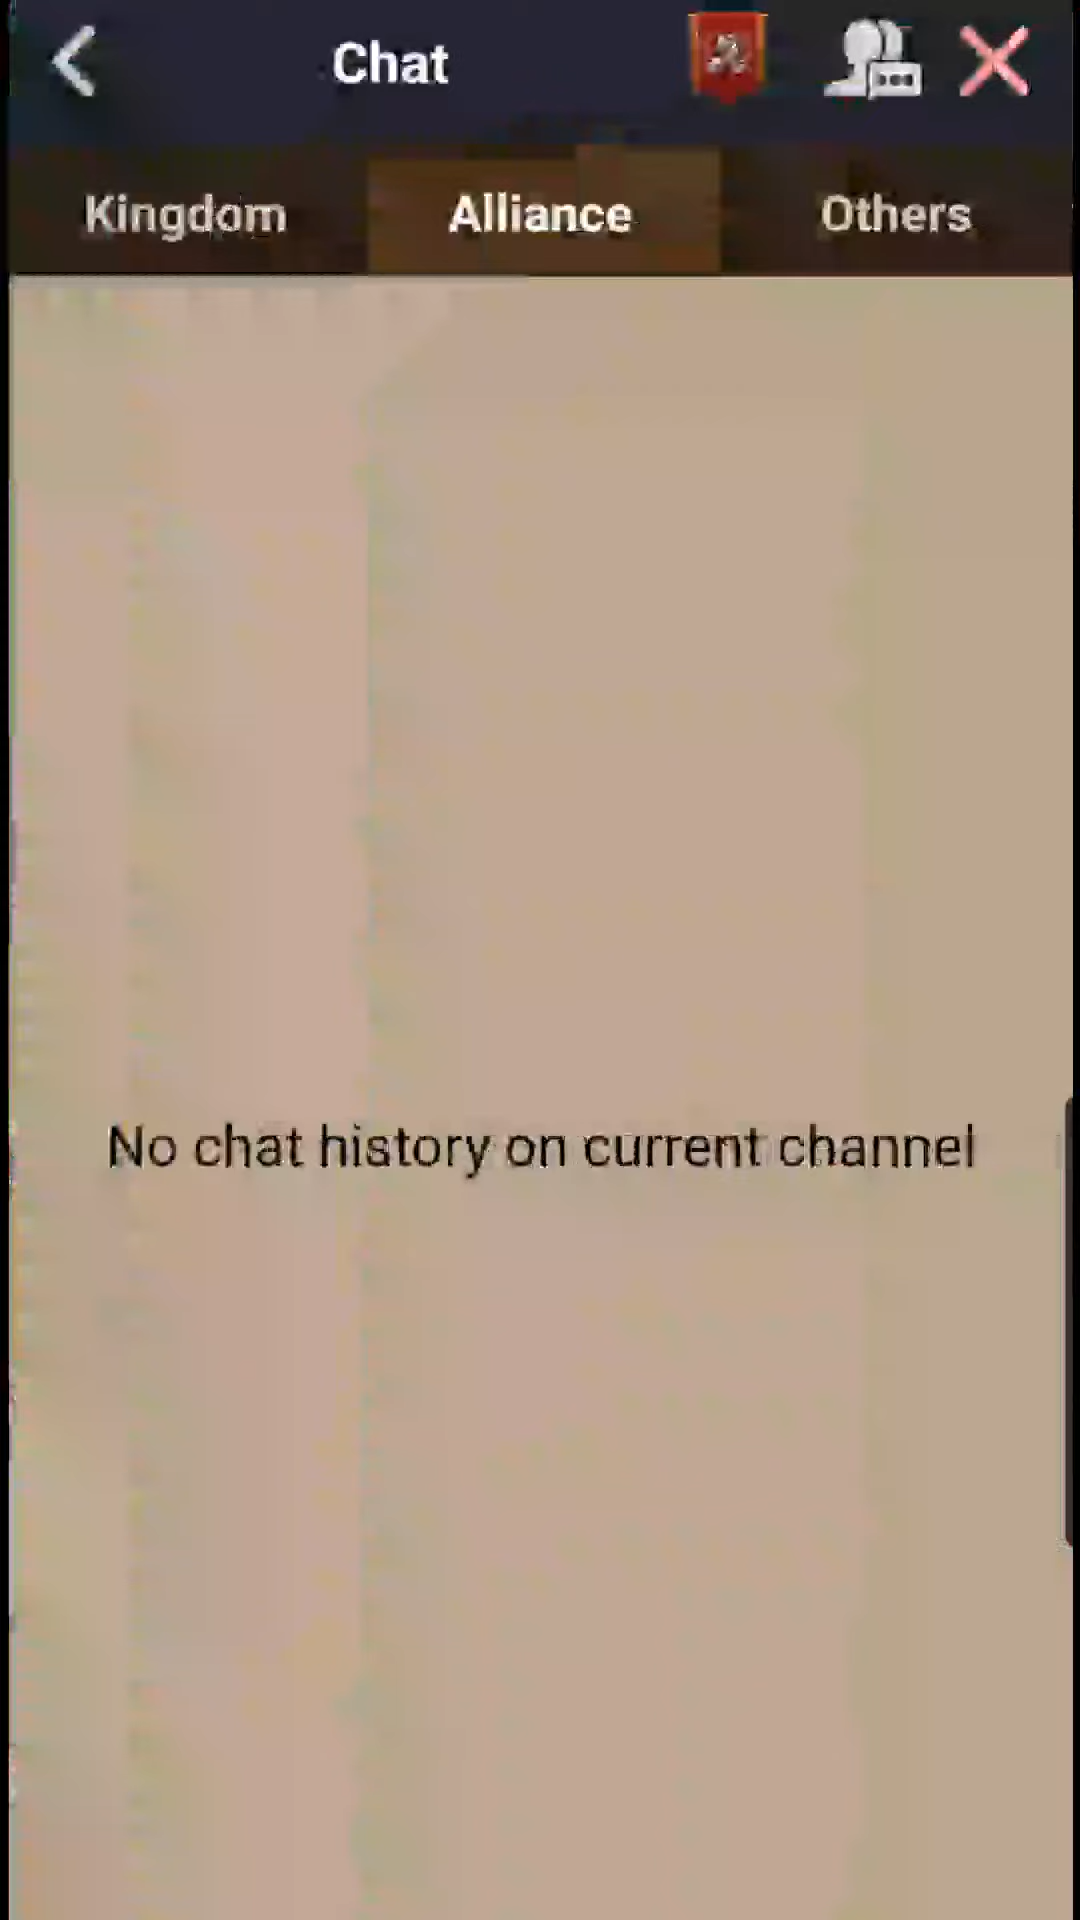 Chat
Kingdom
Alliance
Others
No chat history on current channel